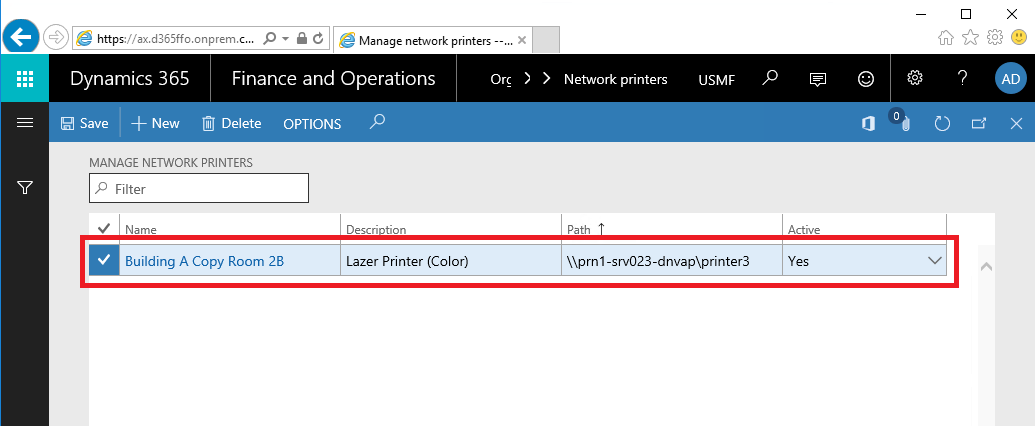 https://ax.d365ffo.onprem.c...
Manage network printers --...
Dynamics 365 Finance and Operations Org Network printers USMF AD
Save New Delete OPTIONS 0
MANAGE NETWORK PRINTERS
Filter
Name Description Path Active
Building A Copy Room 2B Lazer Printer (Color) \\prn1-srv023-dnvap\printer3 Yes